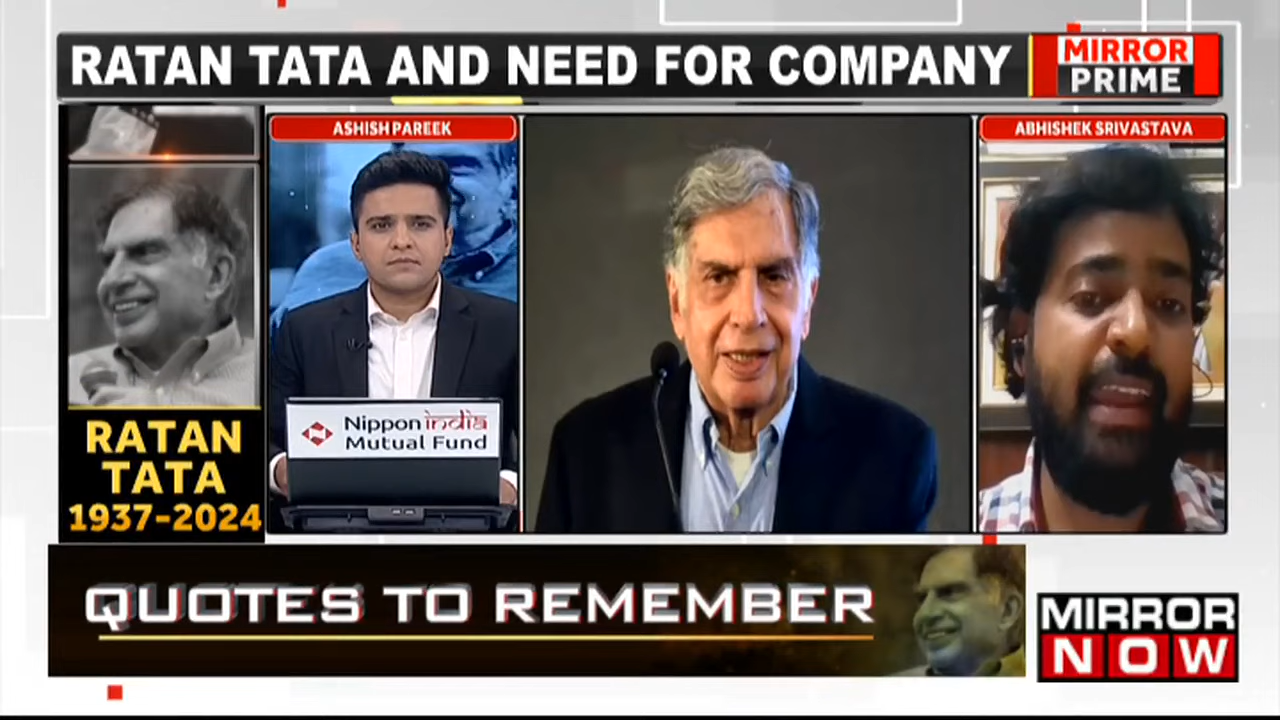 RATAN TATA AND NEED FOR COMPANY
MIRROR
PRIME
ASHISH PAREEK
ABHISHEK SRIVASTAVA
RATAN
TATA
1937-2024
Nippon india
Mutual Fund
QUOTES TO REMEMBER
MIRROR
NOW